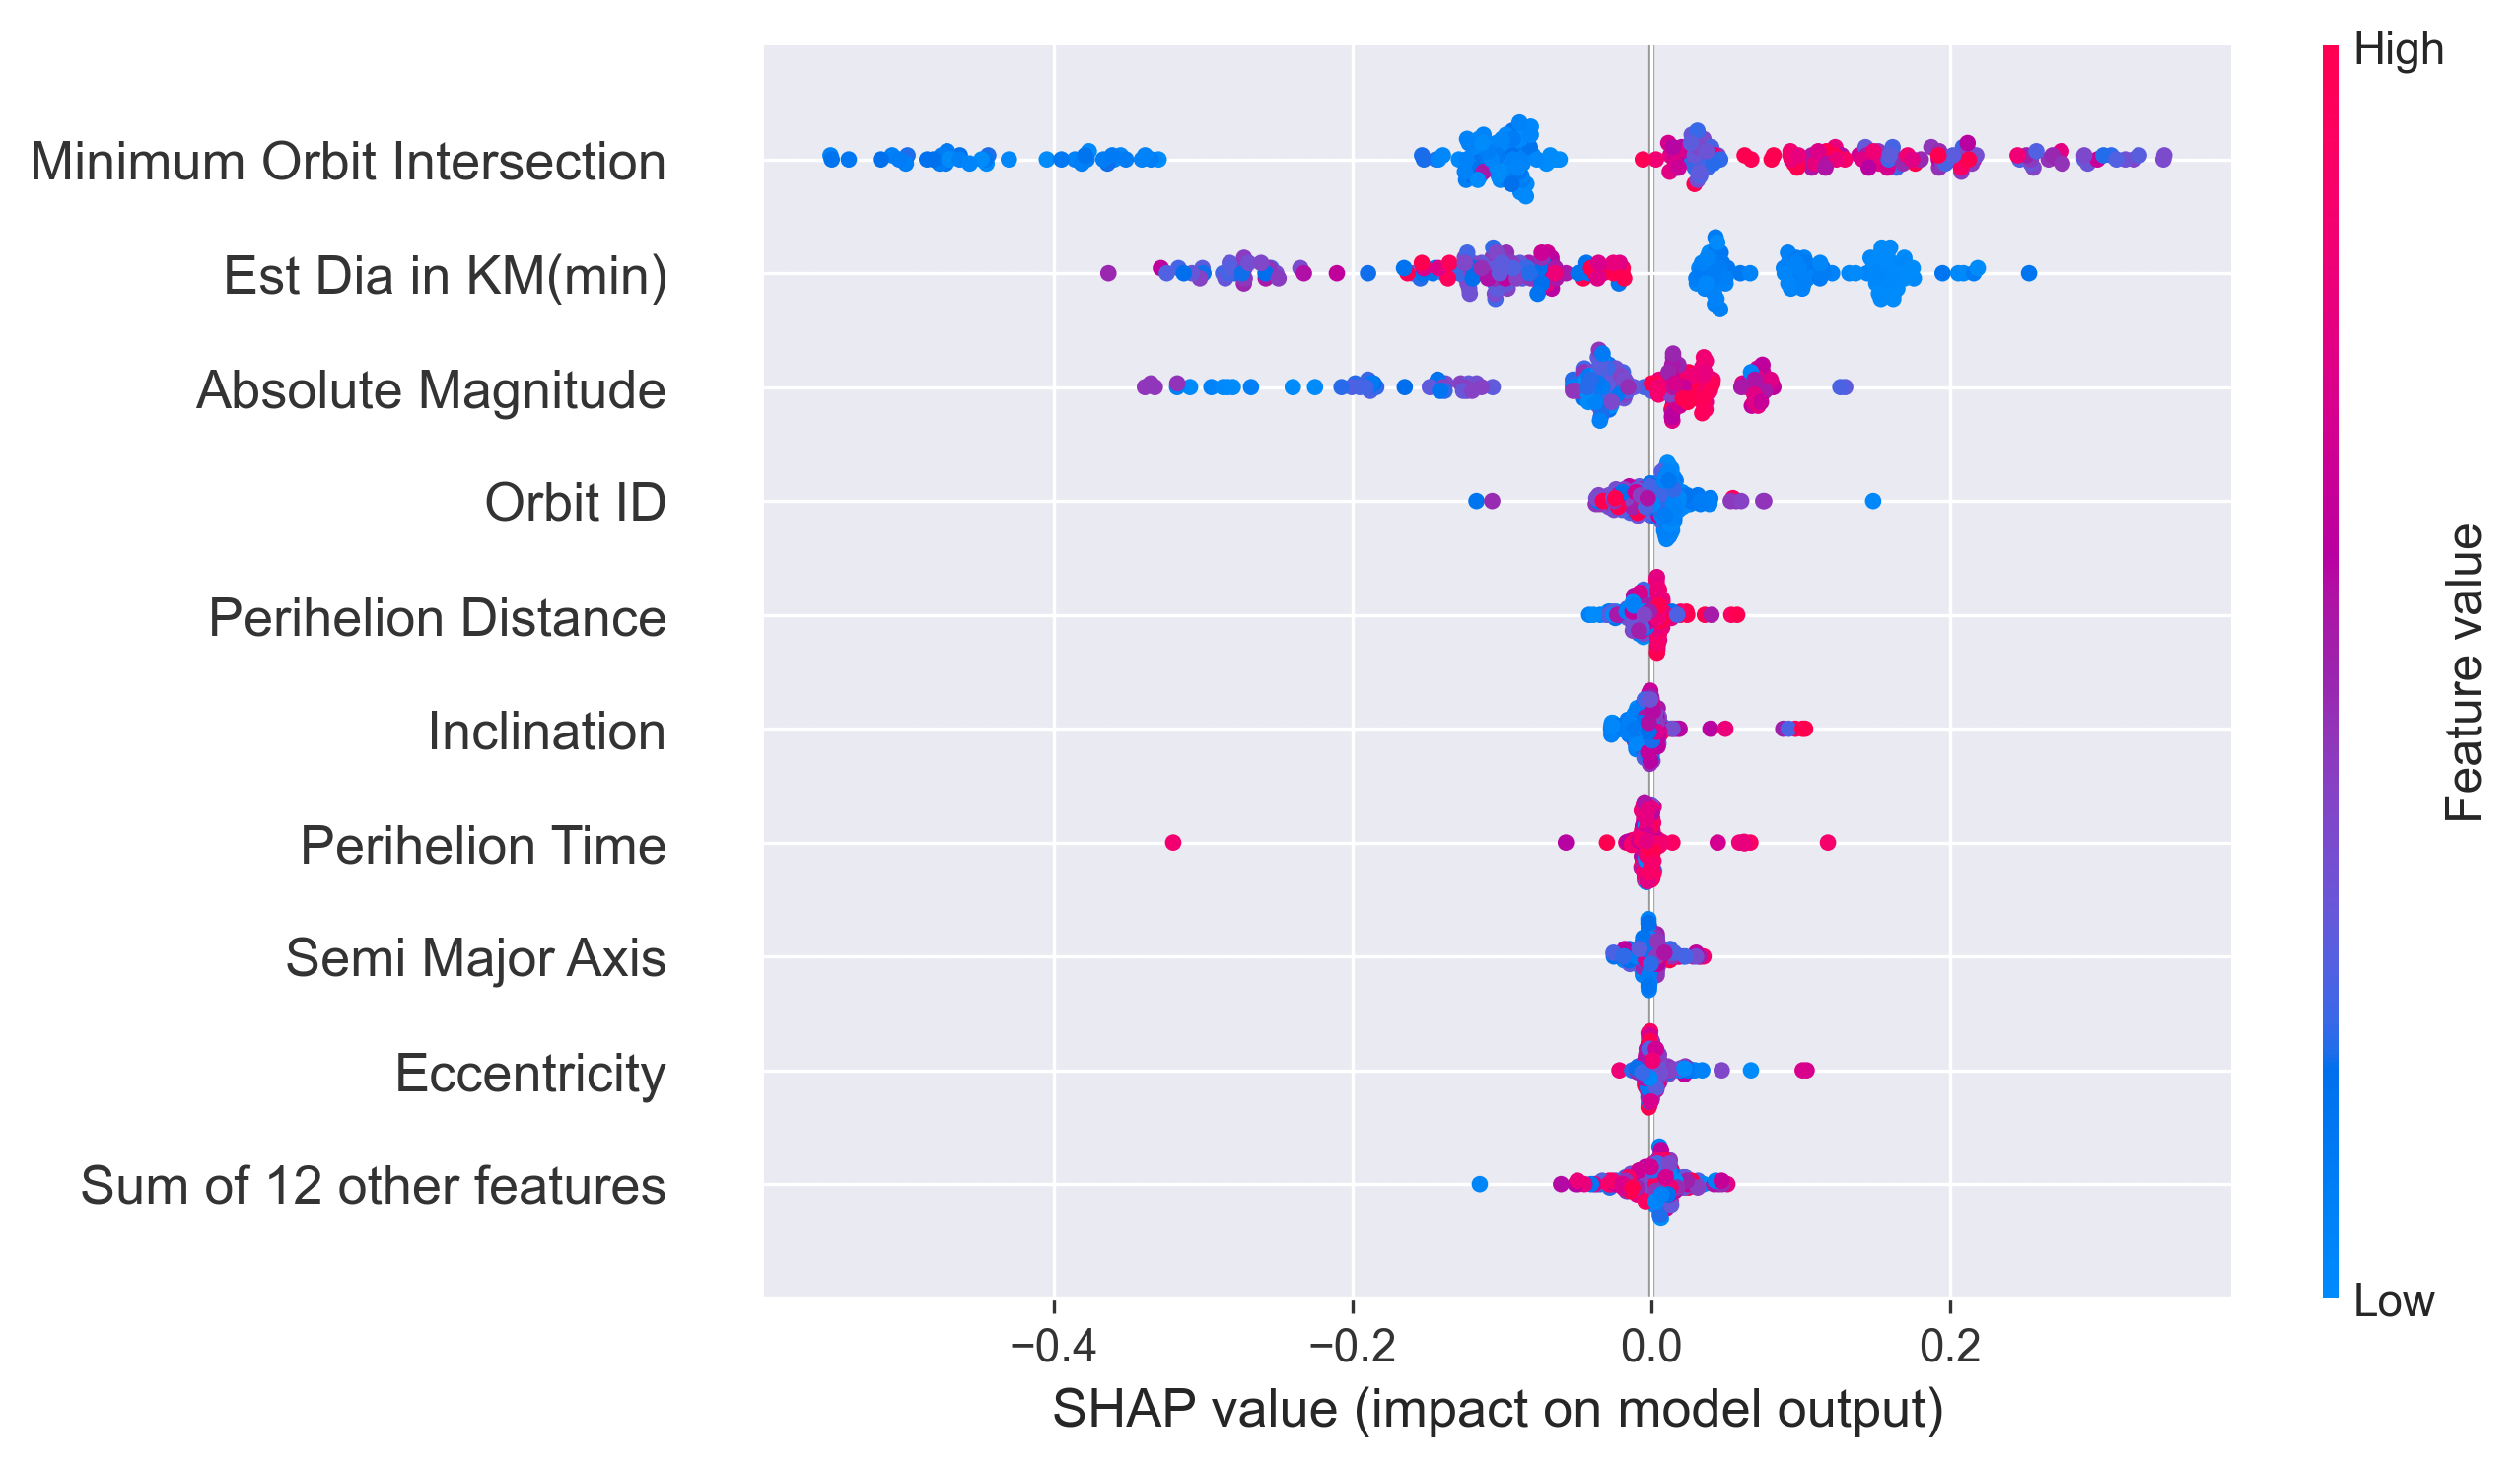 High
Minimum Orbit Intersection
Est Dia in KM(min)
Absolute Magnitude
Orbit ID
Perihelion Distance
Inclination
Perihelion Time
Semi Major Axis
Eccentricity
Sum of 12 other features
Feature value
Low
−0.4 −0.2 0.0 0.2
SHAP value (impact on model output)